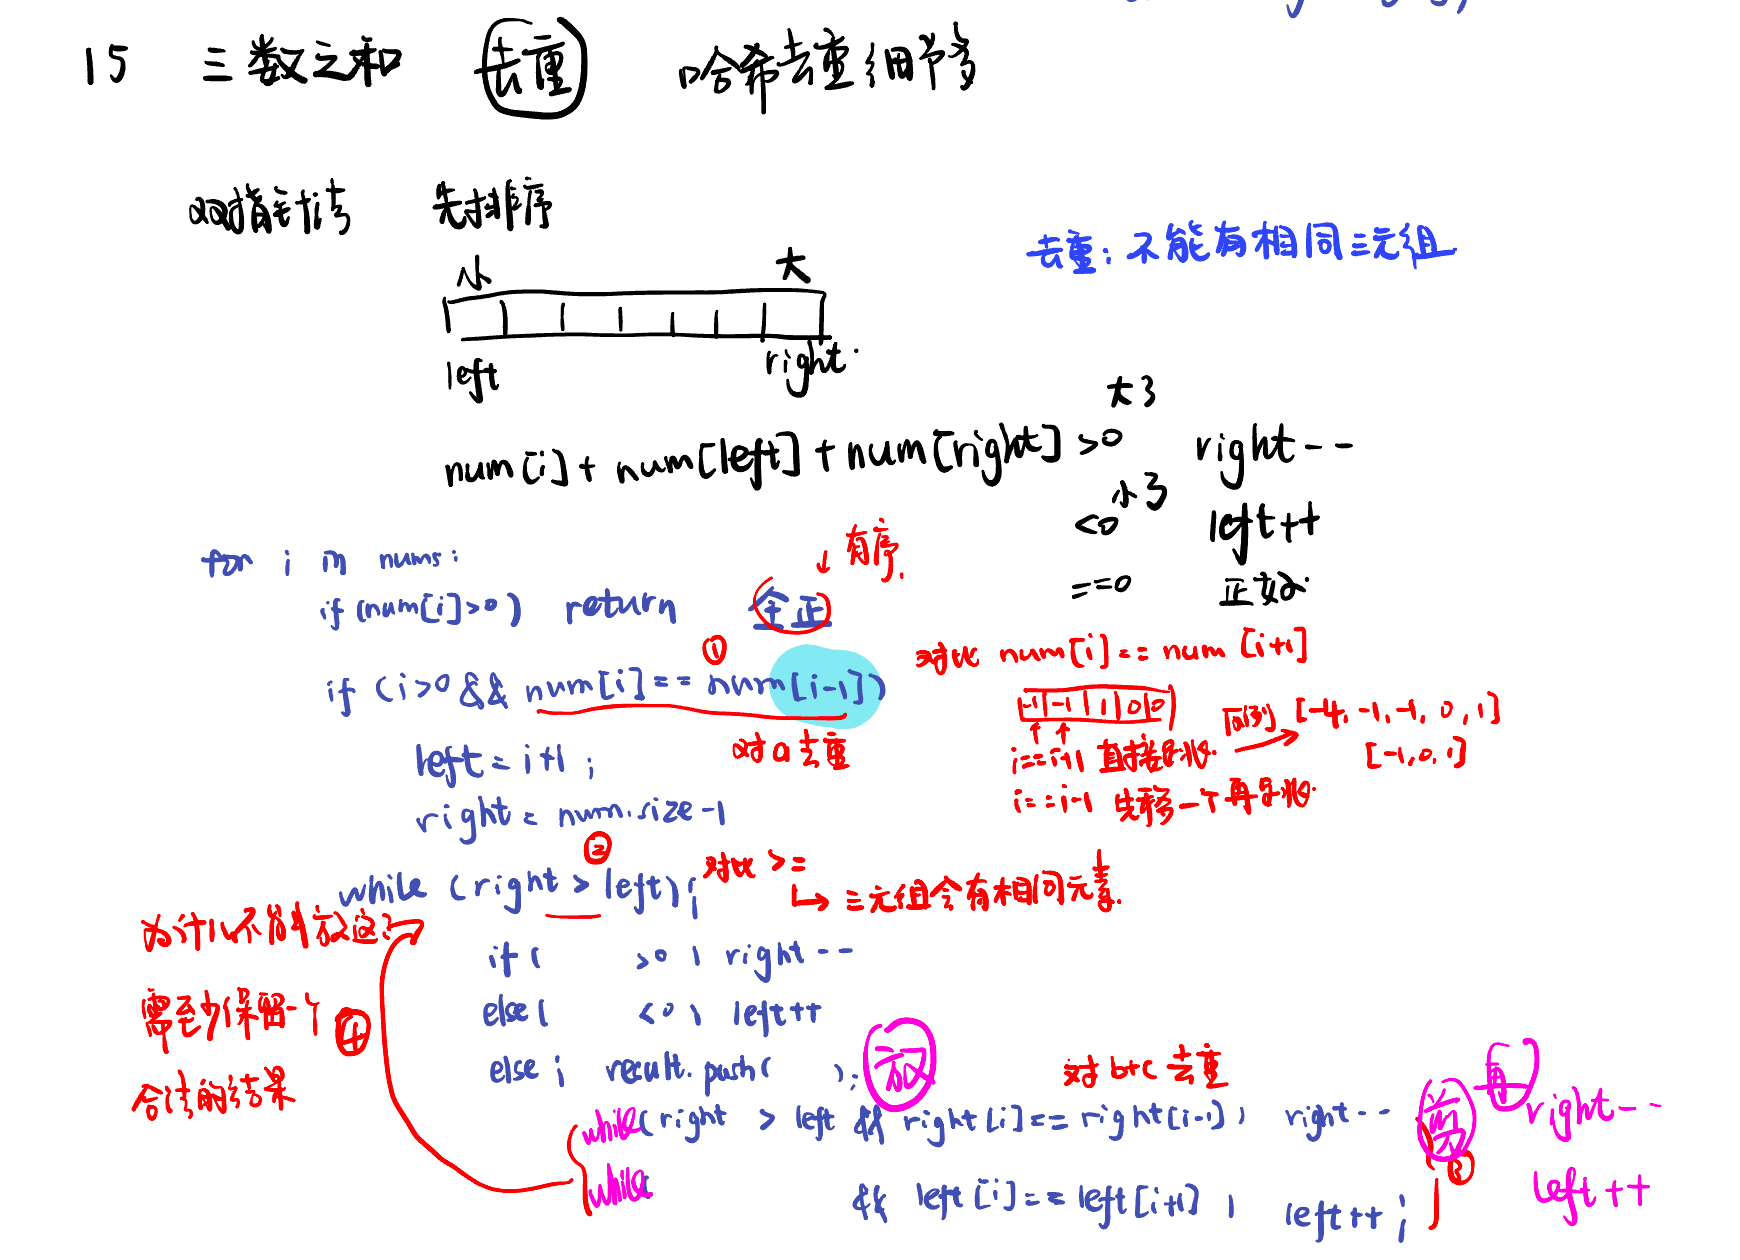 15 三数之和 去重 哈希去重细节多
双指针法 先排序
去重：不能有相同三元组
小 大
left right
大了
num[i] + num[left] + num[right] >0 right--
小了
<0 left++
==0 正好
for i in nums:
有序
if (num[i]>0) return 全正
①
对比 num[i] == num[i+1]
if (i>0 && num[i] == num[i-1])
对a去重
-1 -1 1 0 0
i==i+1 直接跳 反例 [-4, -1, -1, 0, 1]
[-1, 0, 1]
i==i-1 先移一个再跳
left = i+1 ;
right = num.size -1
②
while (right > left) { 对比 >=
三元组会有相同元素
为什么不能放这？
需至少保留一个 ④
合法的结果
if ( >0 ) right--
else ( <0 ) left++
else ; result.push( ); 放
对b+c去重
while (right > left && right[i] == right[i-1] ) right-- 剪 再 right--
while && left[i] == left[i+1] ) left++ ; ③ left++